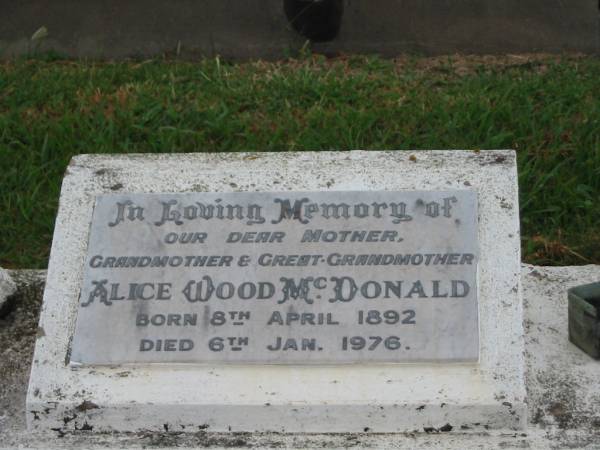 In Loving Memory of
OUR DEAR MOTHER,
GRANDMOTHER & GREAT-GRANDMOTHER
ALICE WOOD McDONALD
BORN 8TH APRIL 1892
DIED 6TH JAN. 1976.